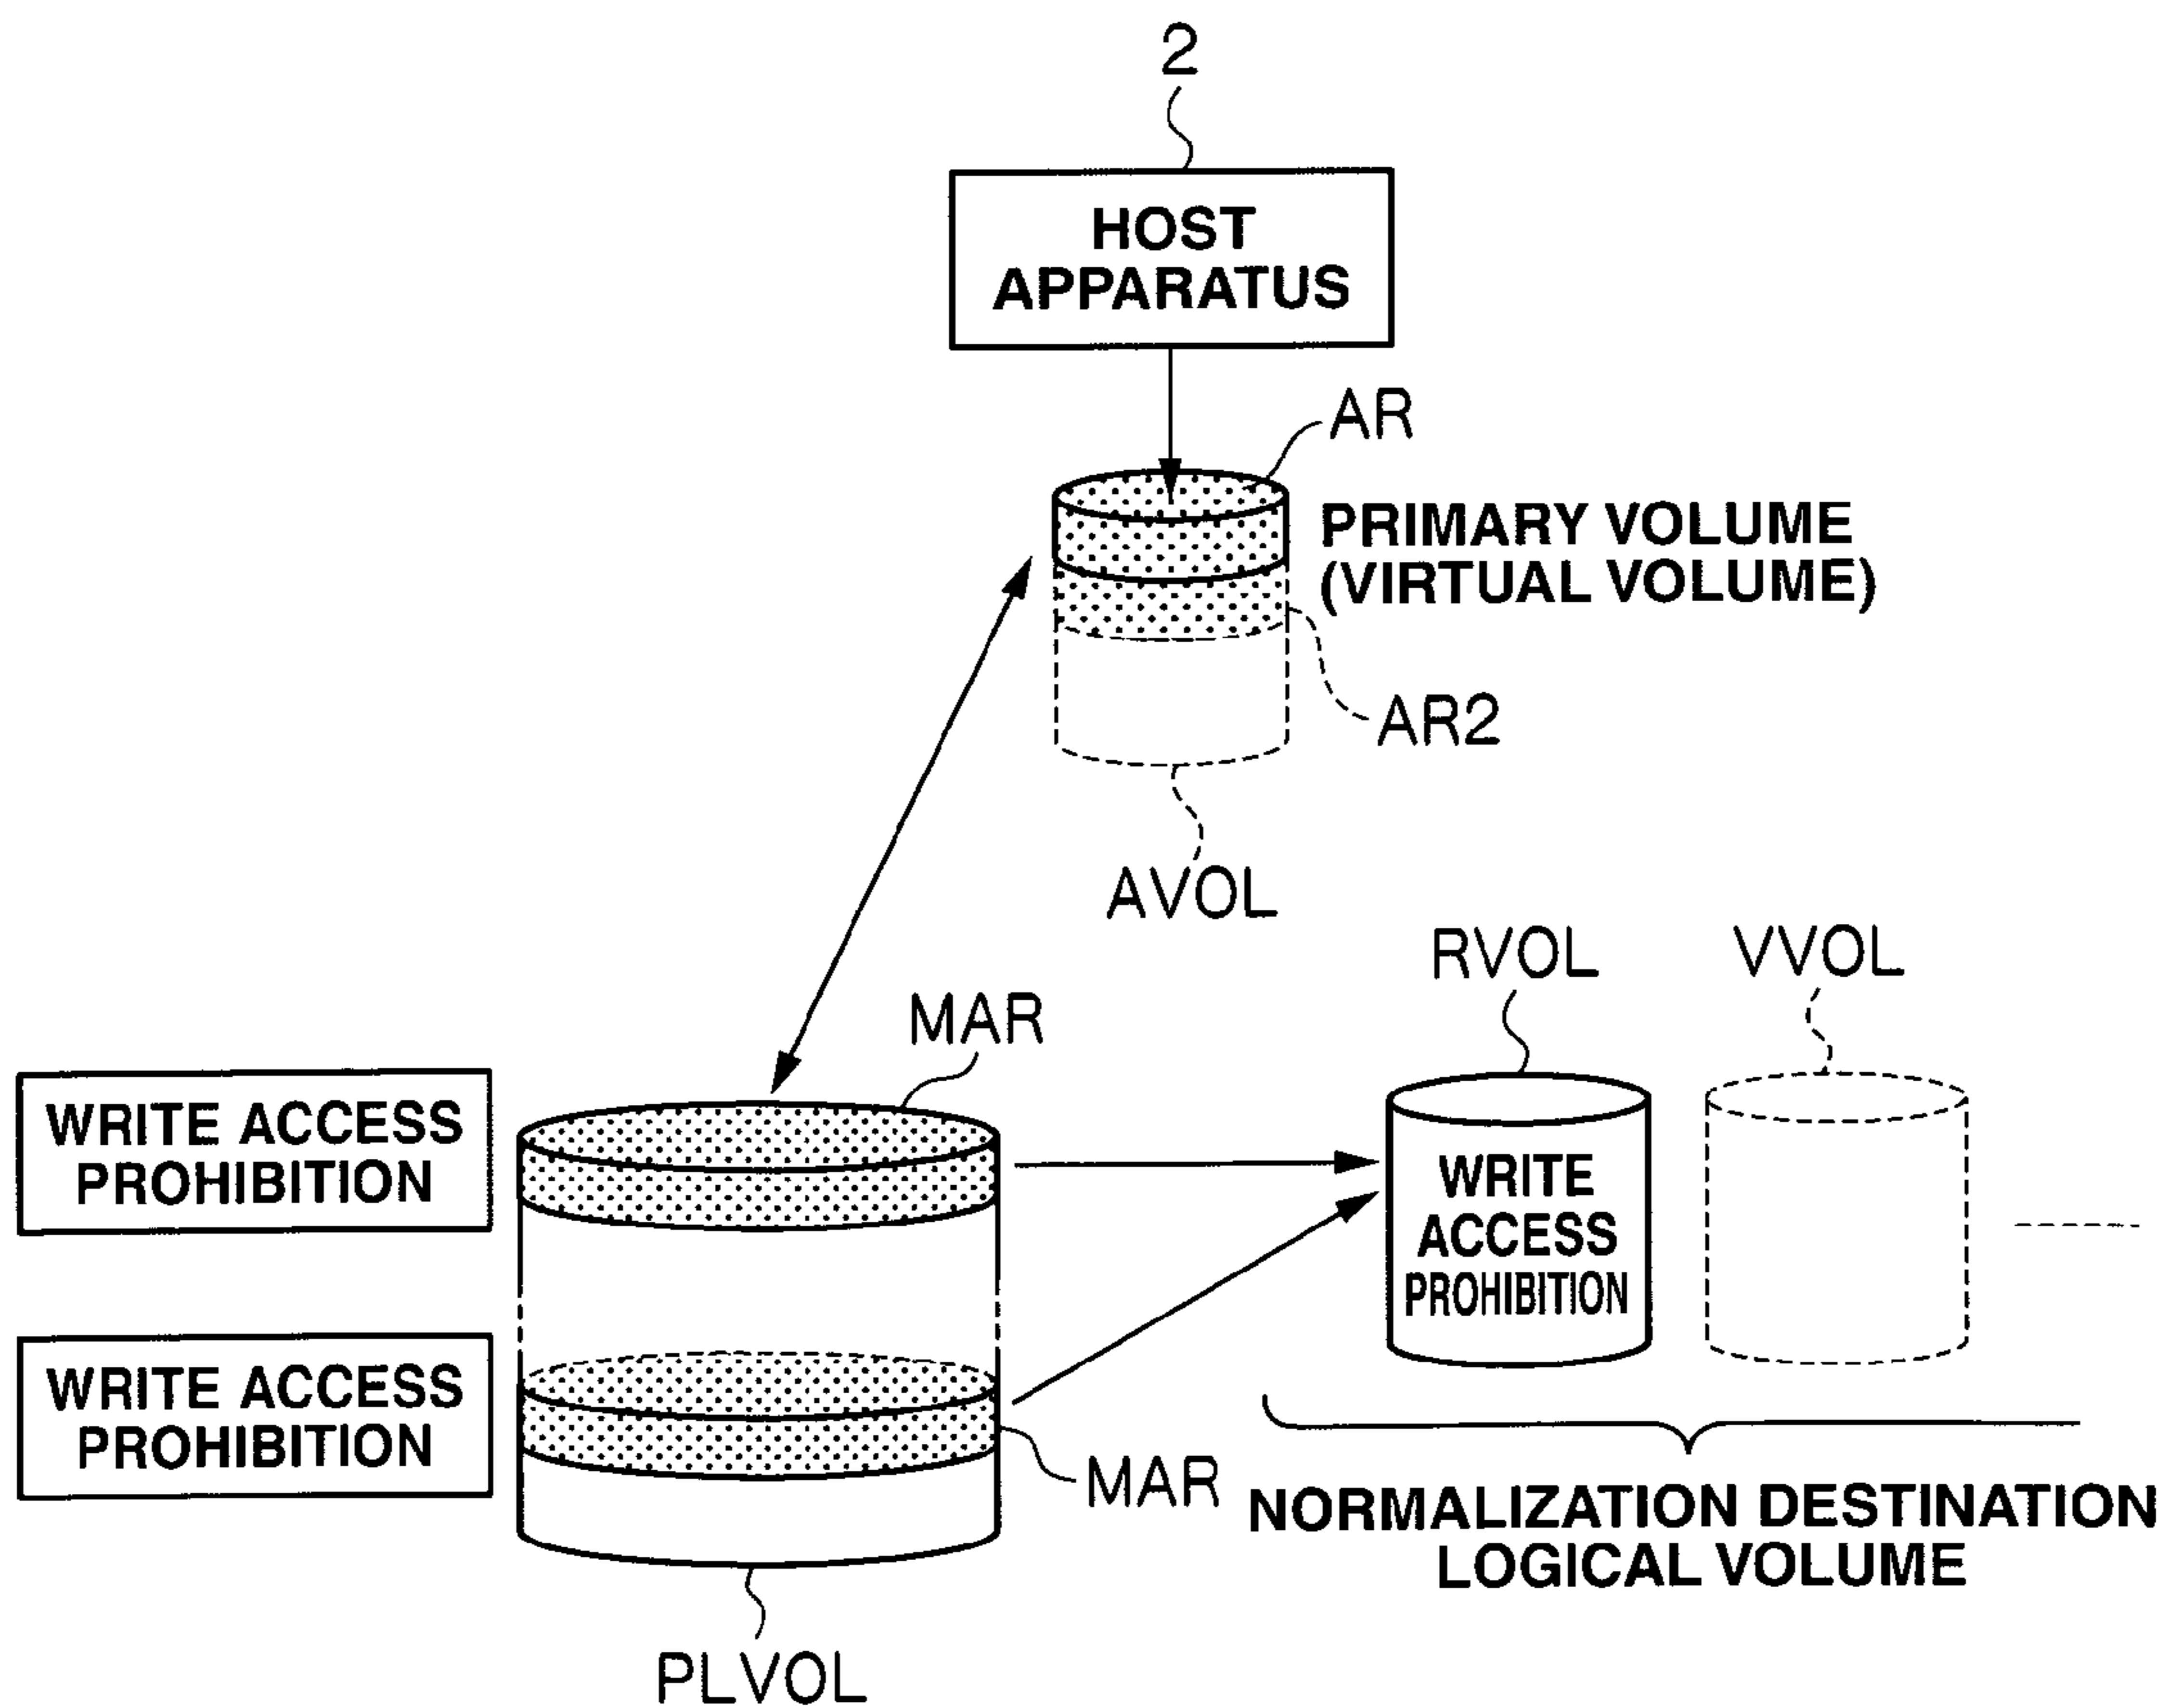 2
HOST
APPARATUS
AR
PRIMARY VOLUME
(VIRTUAL VOLUME)
AR2
AVOL
RVOL
VVOL
MAR
WRITE ACCESS
PROHIBITION
WRITE
ACCESS
PROHIBITION
WRITE ACCESS
PROHIBITION
MAR
NORMALIZATION DESTINATION
LOGICAL VOLUME
PLVOL